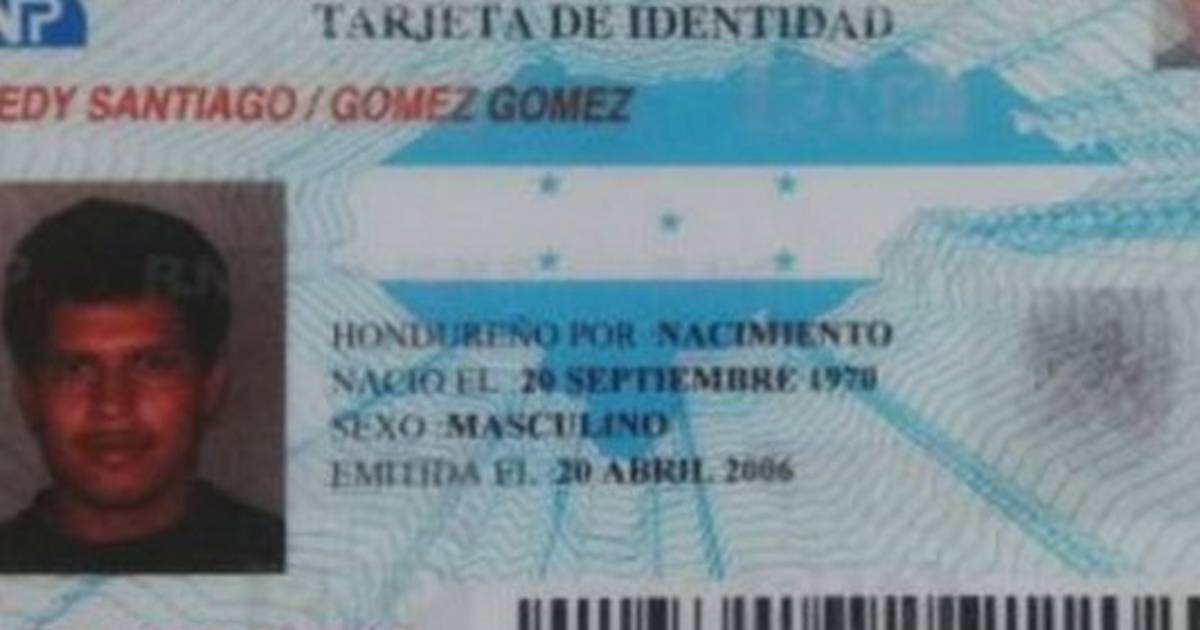 NP
TARJETA DE IDENTIDAD
EDY SANTIAGO / GOMEZ GOMEZ
HONDUREÑO POR NACIMIENTO
NACIO EL 20 SEPTIEMBRE 1970
SEXO :MASCULINO
EMITIDA EL 20 ABRIL 2006